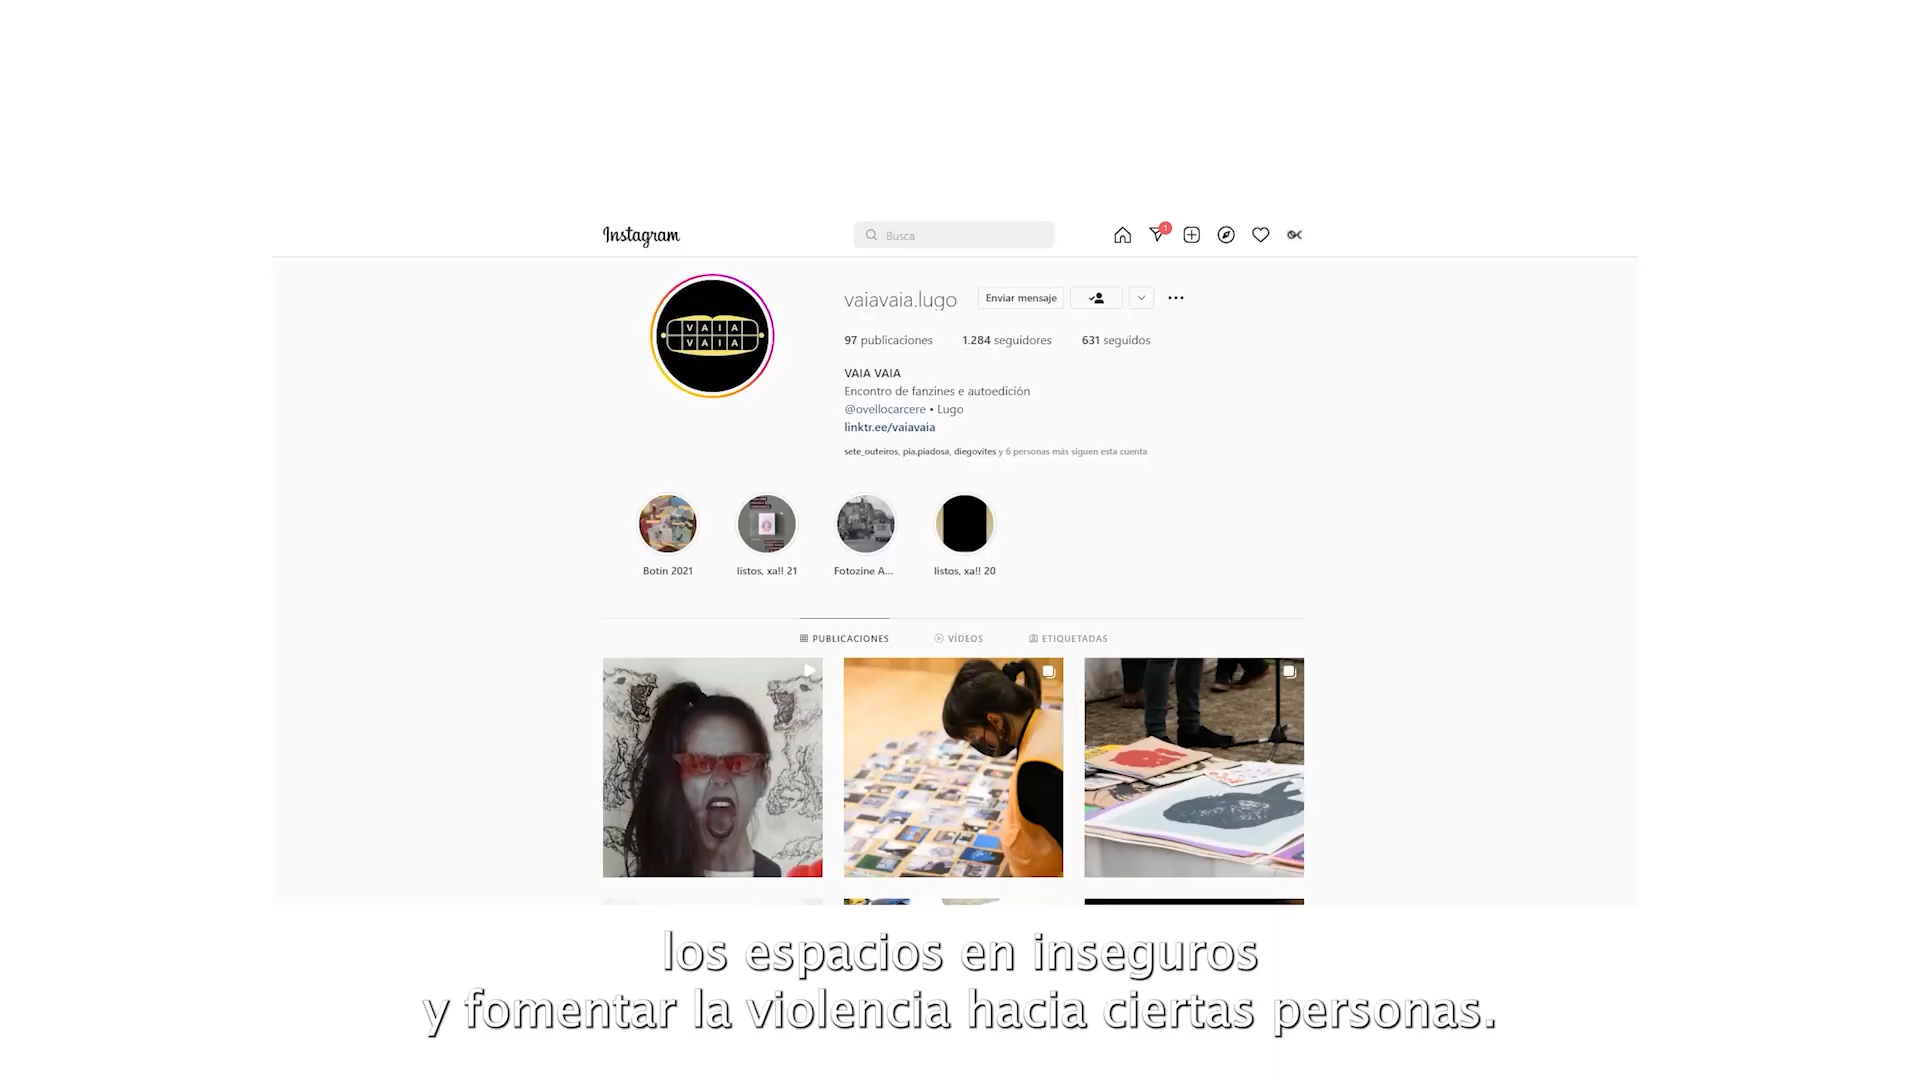 Instagram
Busca
1
VAIA
VAIA
vaiavaia.lugo
Enviar mensaje
97 publicaciones
1.284 seguidores
631 seguidos
VAIA VAIA
Encontro de fanzines e autoedición
@ovellocarcere • Lugo
linktr.ee/vaiavaia
sete_outeiros, pia.piadosa, diegovites y 6 personas más siguen esta cuenta
Botín 2021
listos, xa!! 21
Fotozine A...
listos, xa!! 20
PUBLICACIONES
VÍDEOS
ETIQUETADAS
los espacios en inseguros
y fomentar la violencia hacia ciertas personas.